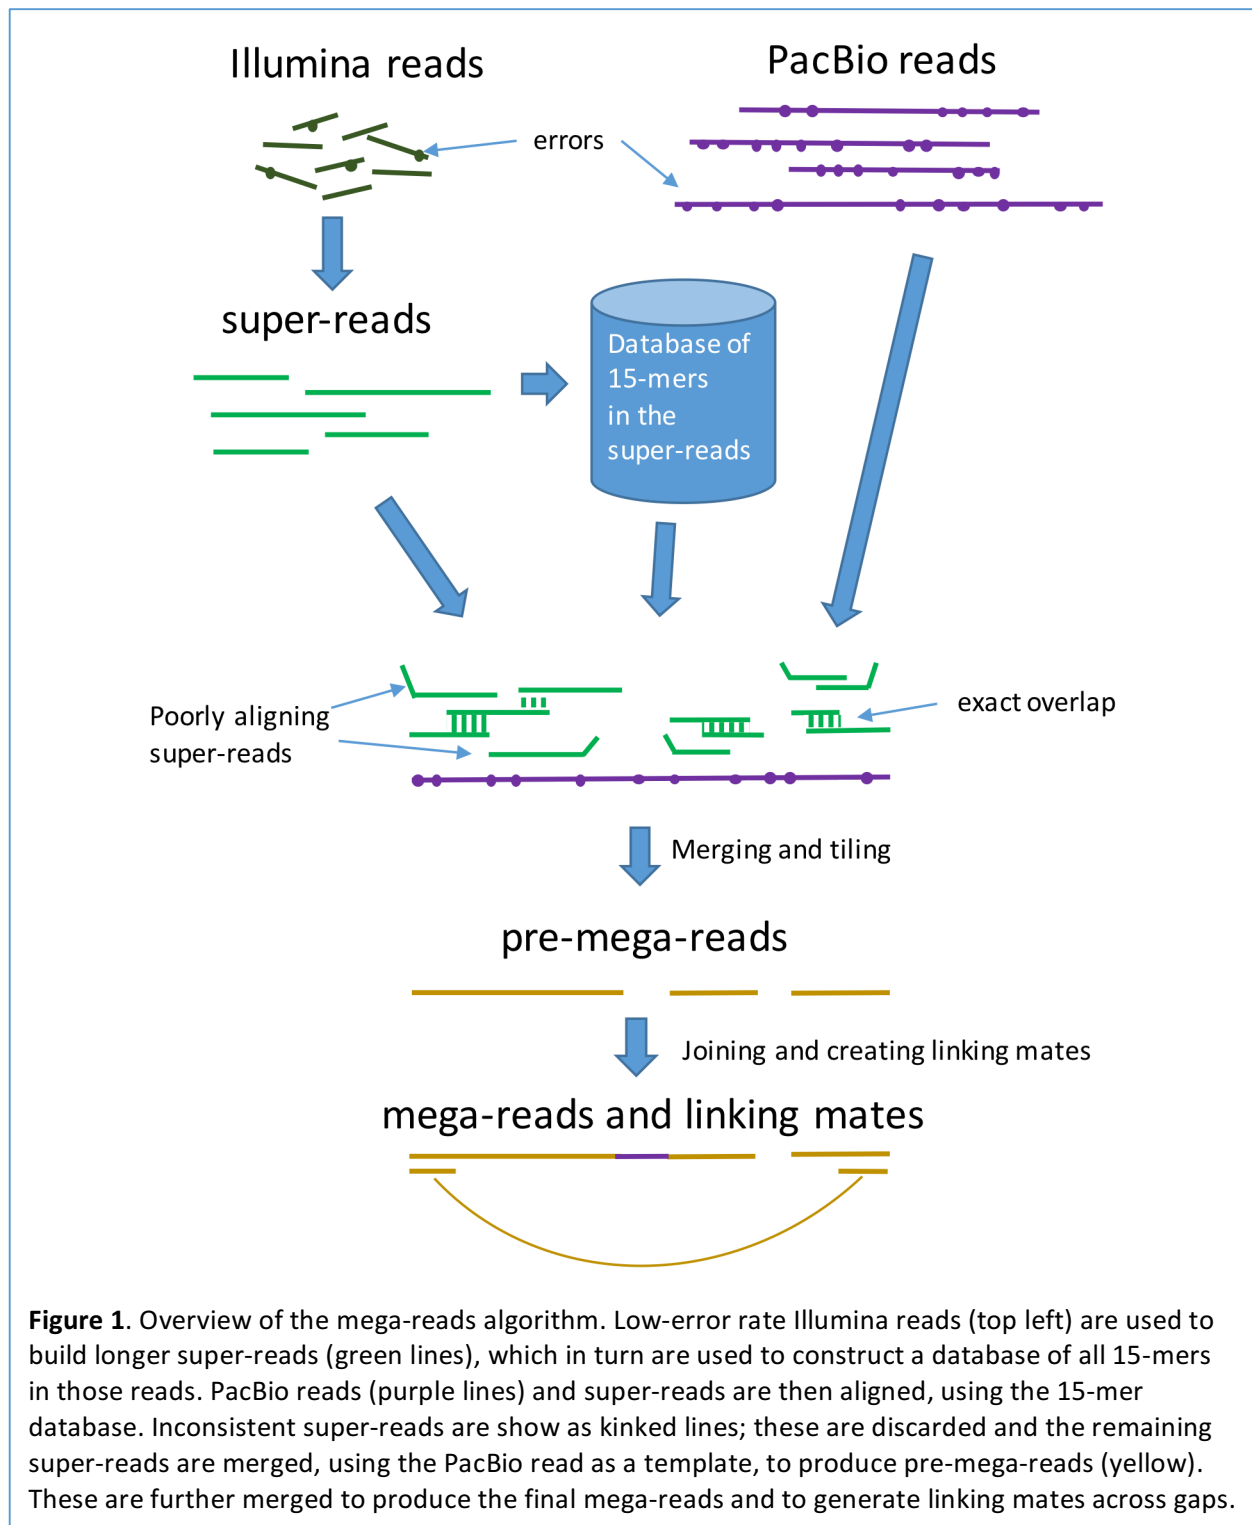 Illumina reads
PacBio reads
errors
super-reads
Database of
15-mers
in the
super-reads
Poorly aligning
super-reads
exact overlap
Merging and tiling
pre-mega-reads
Joining and creating linking mates
mega-reads and linking mates
Figure 1. Overview of the mega-reads algorithm. Low-error rate Illumina reads (top left) are used to
build longer super-reads (green lines), which in turn are used to construct a database of all 15-mers
in those reads. PacBio reads (purple lines) and super-reads are then aligned, using the 15-mer
database. Inconsistent super-reads are show as kinked lines; these are discarded and the remaining
super-reads are merged, using the PacBio read as a template, to produce pre-mega-reads (yellow).
These are further merged to produce the final mega-reads and to generate linking mates across gaps.